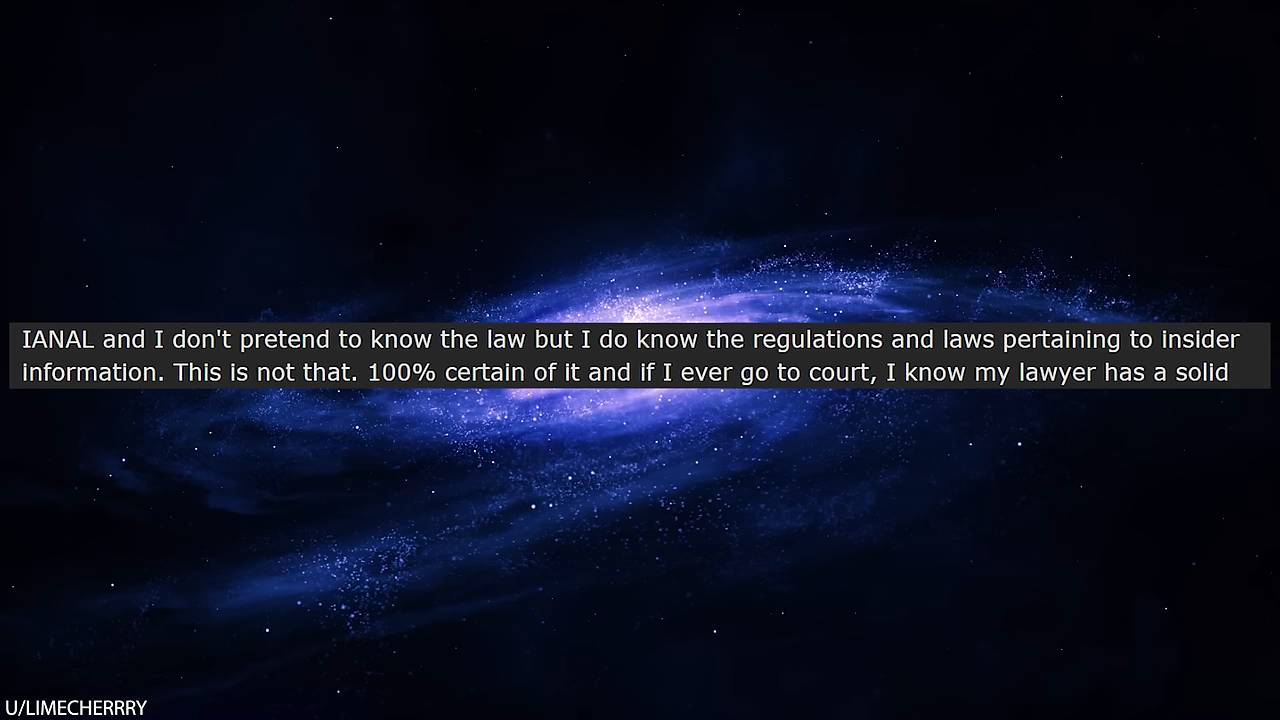 IANAL and I don't pretend to know the law but I do know the regulations and laws pertaining to insider
information. This is not that. 100% certain of it and if I ever go to court, I know my lawyer has a solid
U/LIMECHERRRY